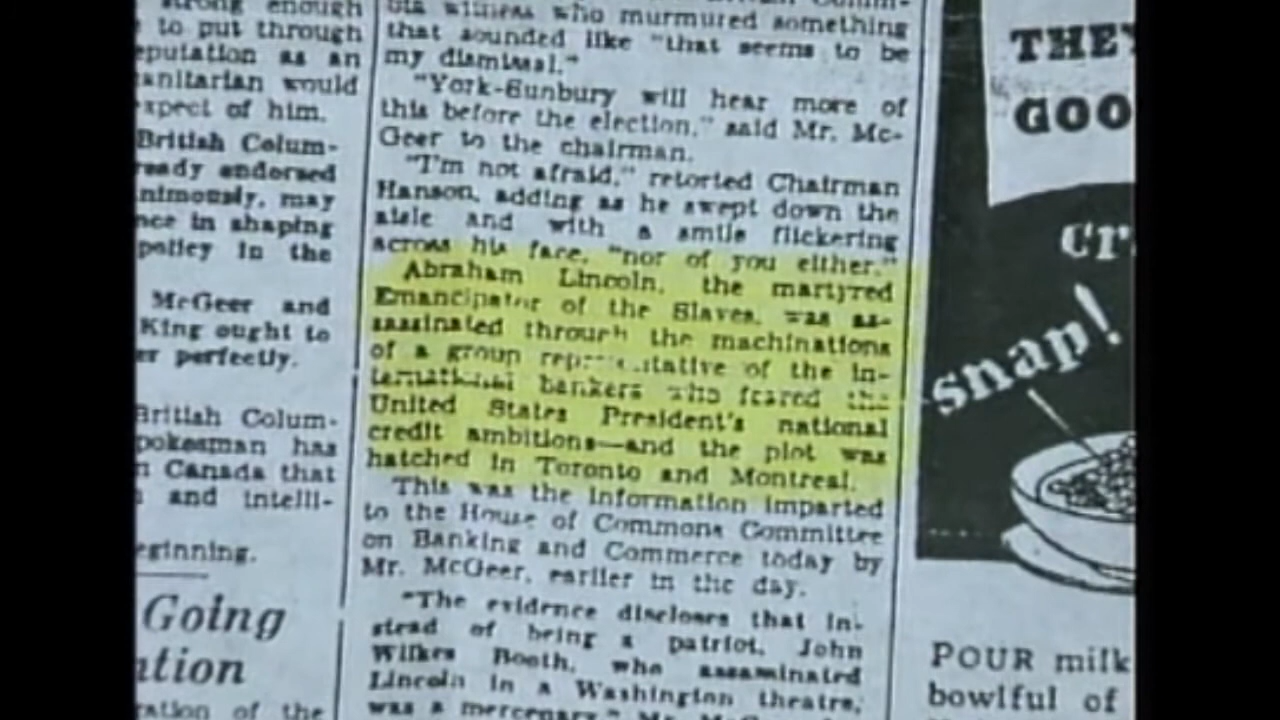 strong enough
to put through
eputation as an
anitarian would
xpect of him.
British Colum-
ready endorsed
nimously, may
nce in shaping
policy in the
McGeer and
King ought to
er perfectly.
British Colum-
pokesman has
n Canada that
and intelli-
eginning.
Going
ntion
ration of the
witness who murmured something
that sounded like "that seems to be
my dismissal."
"York-Sunbury will hear more of
this before the election," said Mr. Mc-
Geer to the chairman.
"I'm not afraid," retorted Chairman
Hanson, adding as he swept down the
aisle and with a smile flickering
across his face, "nor of you either."
Abraham Lincoln, the martyred
Emancipator of the Slaves, was as-
sassinated through the machinations
of a group representative of the in-
ternational bankers who feared the
United States President's national
credit ambitions—and the plot was
hatched in Toronto and Montreal.
This was the information imparted
to the House of Commons Committee
on Banking and Commerce today by
Mr. McGeer, earlier in the day.
"The evidence discloses that in-
stead of being a patriot, John
Wilkes Booth, who assassinated
Lincoln in a Washington theatre,
was a mercenary," Mr.
THEY
GOO
cr
snap!
POUR milk
bowlful of